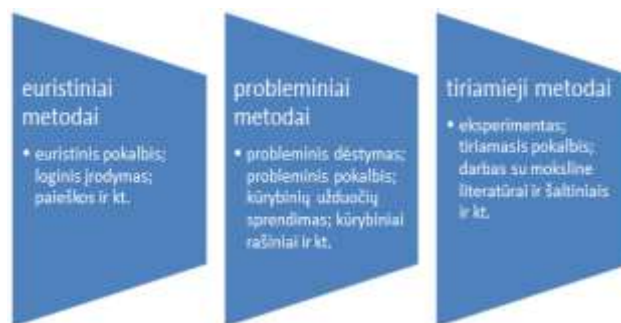 euristiniai
metodai
• euristinis pokalbis;
loginis įrodymas;
paieškos ir kt.
probleminiai
metodai
• probleminis dėstymas;
probleminis pokalbis;
kūrybinių užduočių
sprendimas; kūrybiniai
rašiniai ir kt.
tiriamieji metodai
• eksperimentas;
tiriamasis pokalbis;
darbas su moksline
literatūrai ir šaltiniais
ir kt.